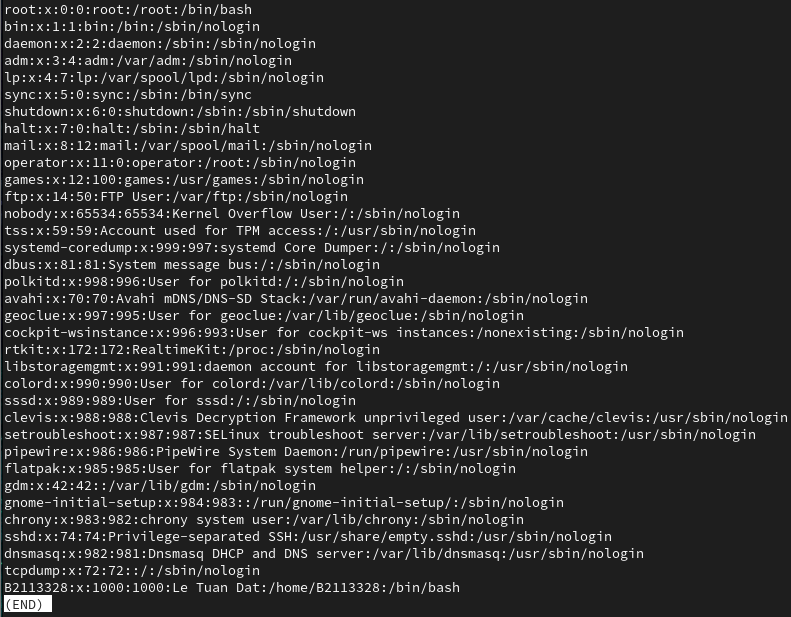 root:x:0:0:root:/root:/bin/bash
bin:x:1:1:bin:/bin:/sbin/nologin
daemon:x:2:2:daemon:/sbin:/sbin/nologin
adm:x:3:4:adm:/var/adm:/sbin/nologin
lp:x:4:7:lp:/var/spool/lpd:/sbin/nologin
sync:x:5:0:sync:/sbin:/bin/sync
shutdown:x:6:0:shutdown:/sbin:/sbin/shutdown
halt:x:7:0:halt:/sbin:/sbin/halt
mail:x:8:12:mail:/var/spool/mail:/sbin/nologin
operator:x:11:0:operator:/root:/sbin/nologin
games:x:12:100:games:/usr/games:/sbin/nologin
ftp:x:14:50:FTP User:/var/ftp:/sbin/nologin
nobody:x:65534:65534:Kernel Overflow User:/:/sbin/nologin
tss:x:59:59:Account used for TPM access:/:/usr/sbin/nologin
systemd-coredump:x:999:997:systemd Core Dumper:/:/sbin/nologin
dbus:x:81:81:System message bus:/:/sbin/nologin
polkitd:x:998:996:User for polkitd:/:/sbin/nologin
avahi:x:70:70:Avahi mDNS/DNS-SD Stack:/var/run/avahi-daemon:/sbin/nologin
geoclue:x:997:995:User for geoclue:/var/lib/geoclue:/sbin/nologin
cockpit-wsinstance:x:996:993:User for cockpit-ws instances:/nonexisting:/sbin/nologin
rtkit:x:172:172:RealtimeKit:/proc:/sbin/nologin
libstoragemgmt:x:991:991:daemon account for libstoragemgmt:/:/usr/sbin/nologin
colord:x:990:990:User for colord:/var/lib/colord:/sbin/nologin
sssd:x:989:989:User for sssd:/:/sbin/nologin
clevis:x:988:988:Clevis Decryption Framework unprivileged user:/var/cache/clevis:/usr/sbin/nologin
setroubleshoot:x:987:987:SELinux troubleshoot server:/var/lib/setroubleshoot:/usr/sbin/nologin
pipewire:x:986:986:PipeWire System Daemon:/run/pipewire:/usr/sbin/nologin
flatpak:x:985:985:User for flatpak system helper:/:/sbin/nologin
gdm:x:42:42::/var/lib/gdm:/sbin/nologin
gnome-initial-setup:x:984:983::/run/gnome-initial-setup/:/sbin/nologin
chrony:x:983:982:chrony system user:/var/lib/chrony:/sbin/nologin
sshd:x:74:74:Privilege-separated SSH:/usr/share/empty.sshd:/usr/sbin/nologin
dnsmasq:x:982:981:Dnsmasq DHCP and DNS server:/var/lib/dnsmasq:/usr/sbin/nologin
tcpdump:x:72:72::/:/sbin/nologin
B2113328:x:1000:1000:Le Tuan Dat:/home/B2113328:/bin/bash
(END)